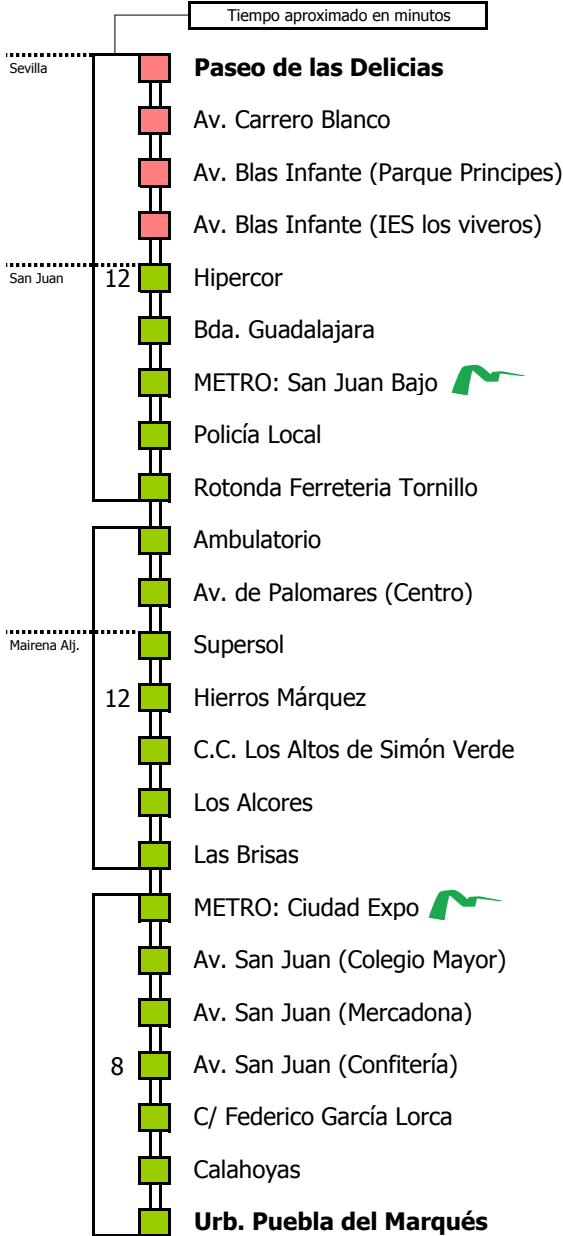 Tiempo aproximado en minutos
Sevilla
Paseo de las Delicias
Av. Carrero Blanco
Av. Blas Infante (Parque Principes)
Av. Blas Infante (IES los viveros)
San Juan
12
Hipercor
Bda. Guadalajara
METRO: San Juan Bajo
Policía Local
Rotonda Ferreteria Tornillo
Ambulatorio
Av. de Palomares (Centro)
Mairena Alj.
Supersol
12
Hierros Márquez
C.C. Los Altos de Simón Verde
Los Alcores
Las Brisas
METRO: Ciudad Expo
Av. San Juan (Colegio Mayor)
Av. San Juan (Mercadona)
8
Av. San Juan (Confitería)
C/ Federico García Lorca
Calahoyas
Urb. Puebla del Marqués